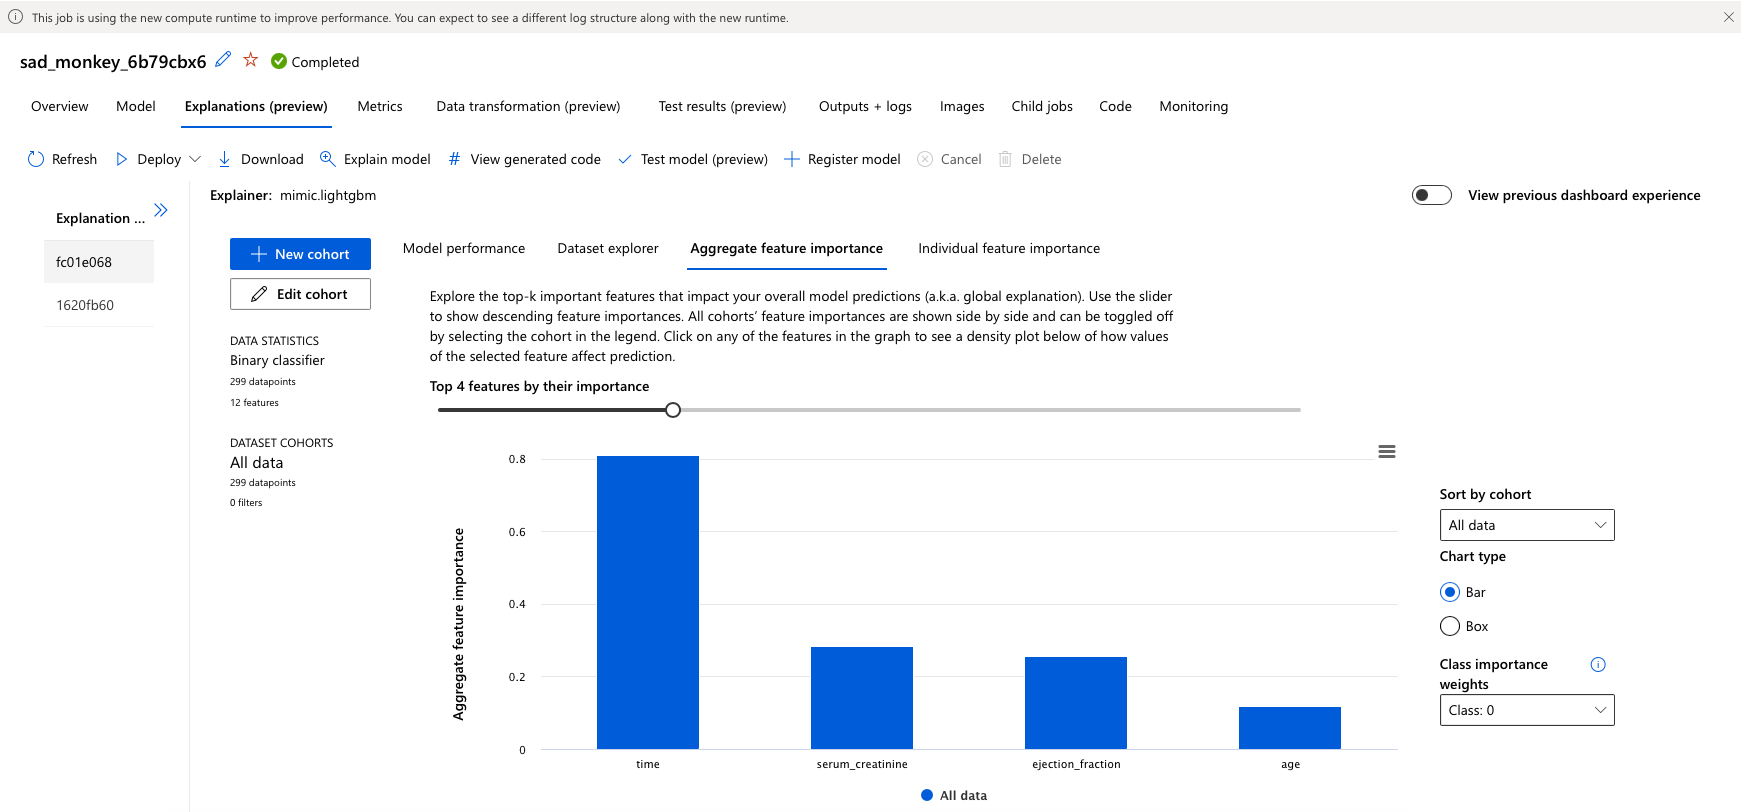 This job is using the new compute runtime to improve performance. You can expect to see a different log structure along with the new runtime.
sad_monkey_6b79cbx6 Completed
Overview Model Explanations (preview) Metrics Data transformation (preview) Test results (preview) Outputs + logs Images Child jobs Code Monitoring
Refresh Deploy Download Explain model # View generated code Test model (preview) Register model Cancel Delete
Explanation ...
fc01e068
1620fb60
Explainer: mimic.lightgbm
View previous dashboard experience
New cohort
Edit cohort
DATA STATISTICS
Binary classifier
299 datapoints
12 features
DATASET COHORTS
All data
299 datapoints
0 filters
Model performance Dataset explorer Aggregate feature importance Individual feature importance
Explore the top-k important features that impact your overall model predictions (a.k.a. global explanation). Use the slider
to show descending feature importances. All cohorts’ feature importances are shown side by side and can be toggled off
by selecting the cohort in the legend. Click on any of the features in the graph to see a density plot below of how values
of the selected feature affect prediction.
Top 4 features by their importance
Aggregate feature importance
0.8
0.6
0.4
0.2
0
time serum_creatinine ejection_fraction age
All data
Sort by cohort
All data
Chart type
Bar
Box
Class importance
weights
Class: 0